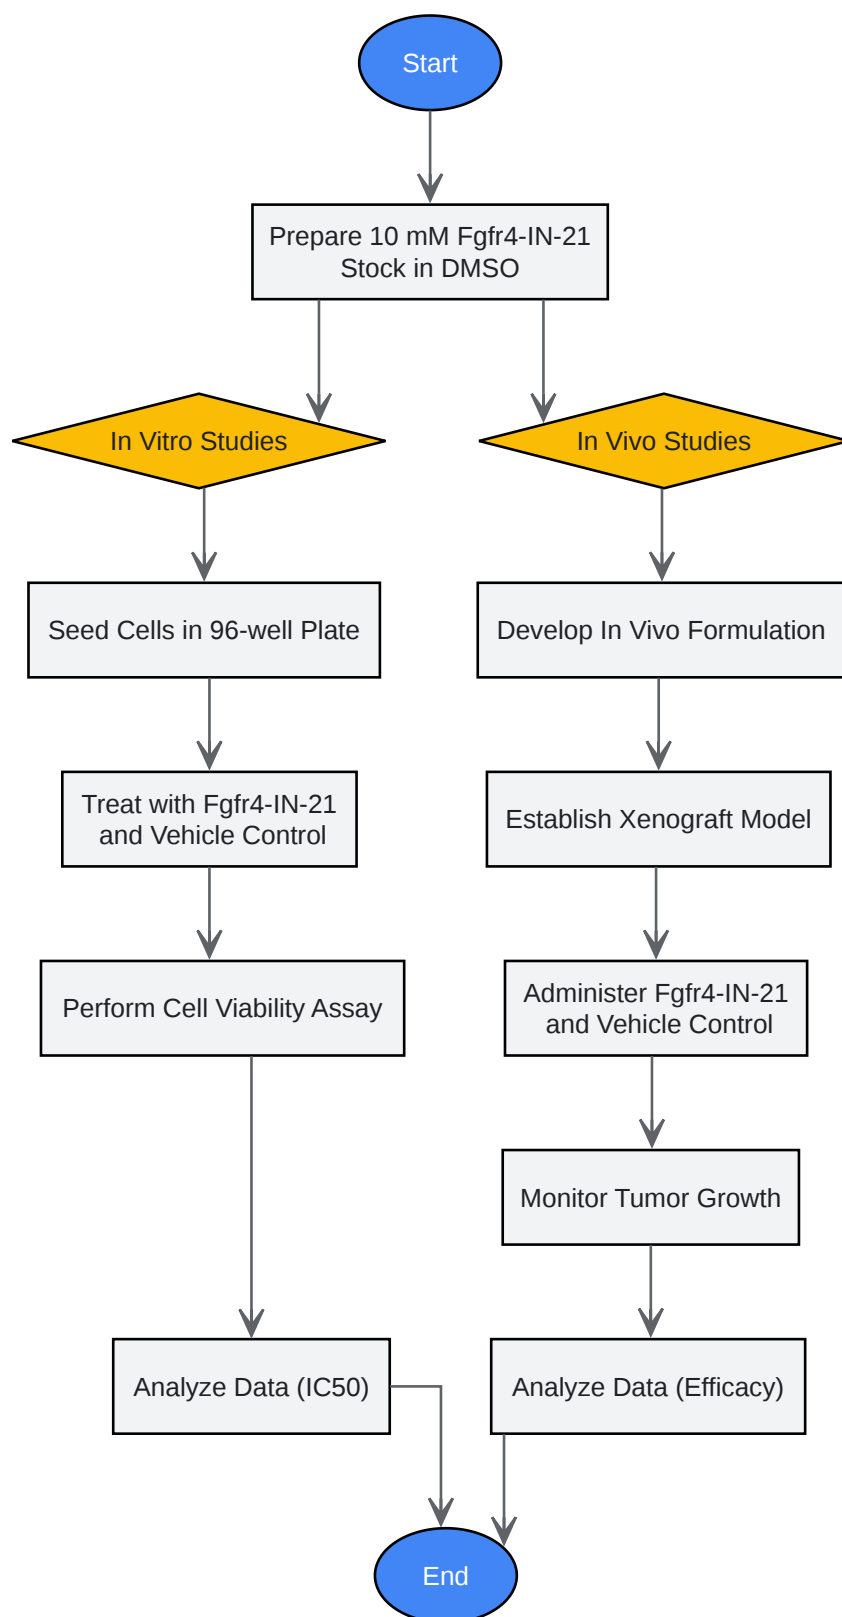 Start
Prepare 10 mM Fgfr4-IN-21
Stock in DMSO
In Vitro Studies
In Vivo Studies
Seed Cells in 96-well Plate
Develop In Vivo Formulation
Treat with Fgfr4-IN-21
and Vehicle Control
Establish Xenograft Model
Perform Cell Viability Assay
Administer Fgfr4-IN-21
and Vehicle Control
Monitor Tumor Growth
Analyze Data (IC50)
Analyze Data (Efficacy)
End